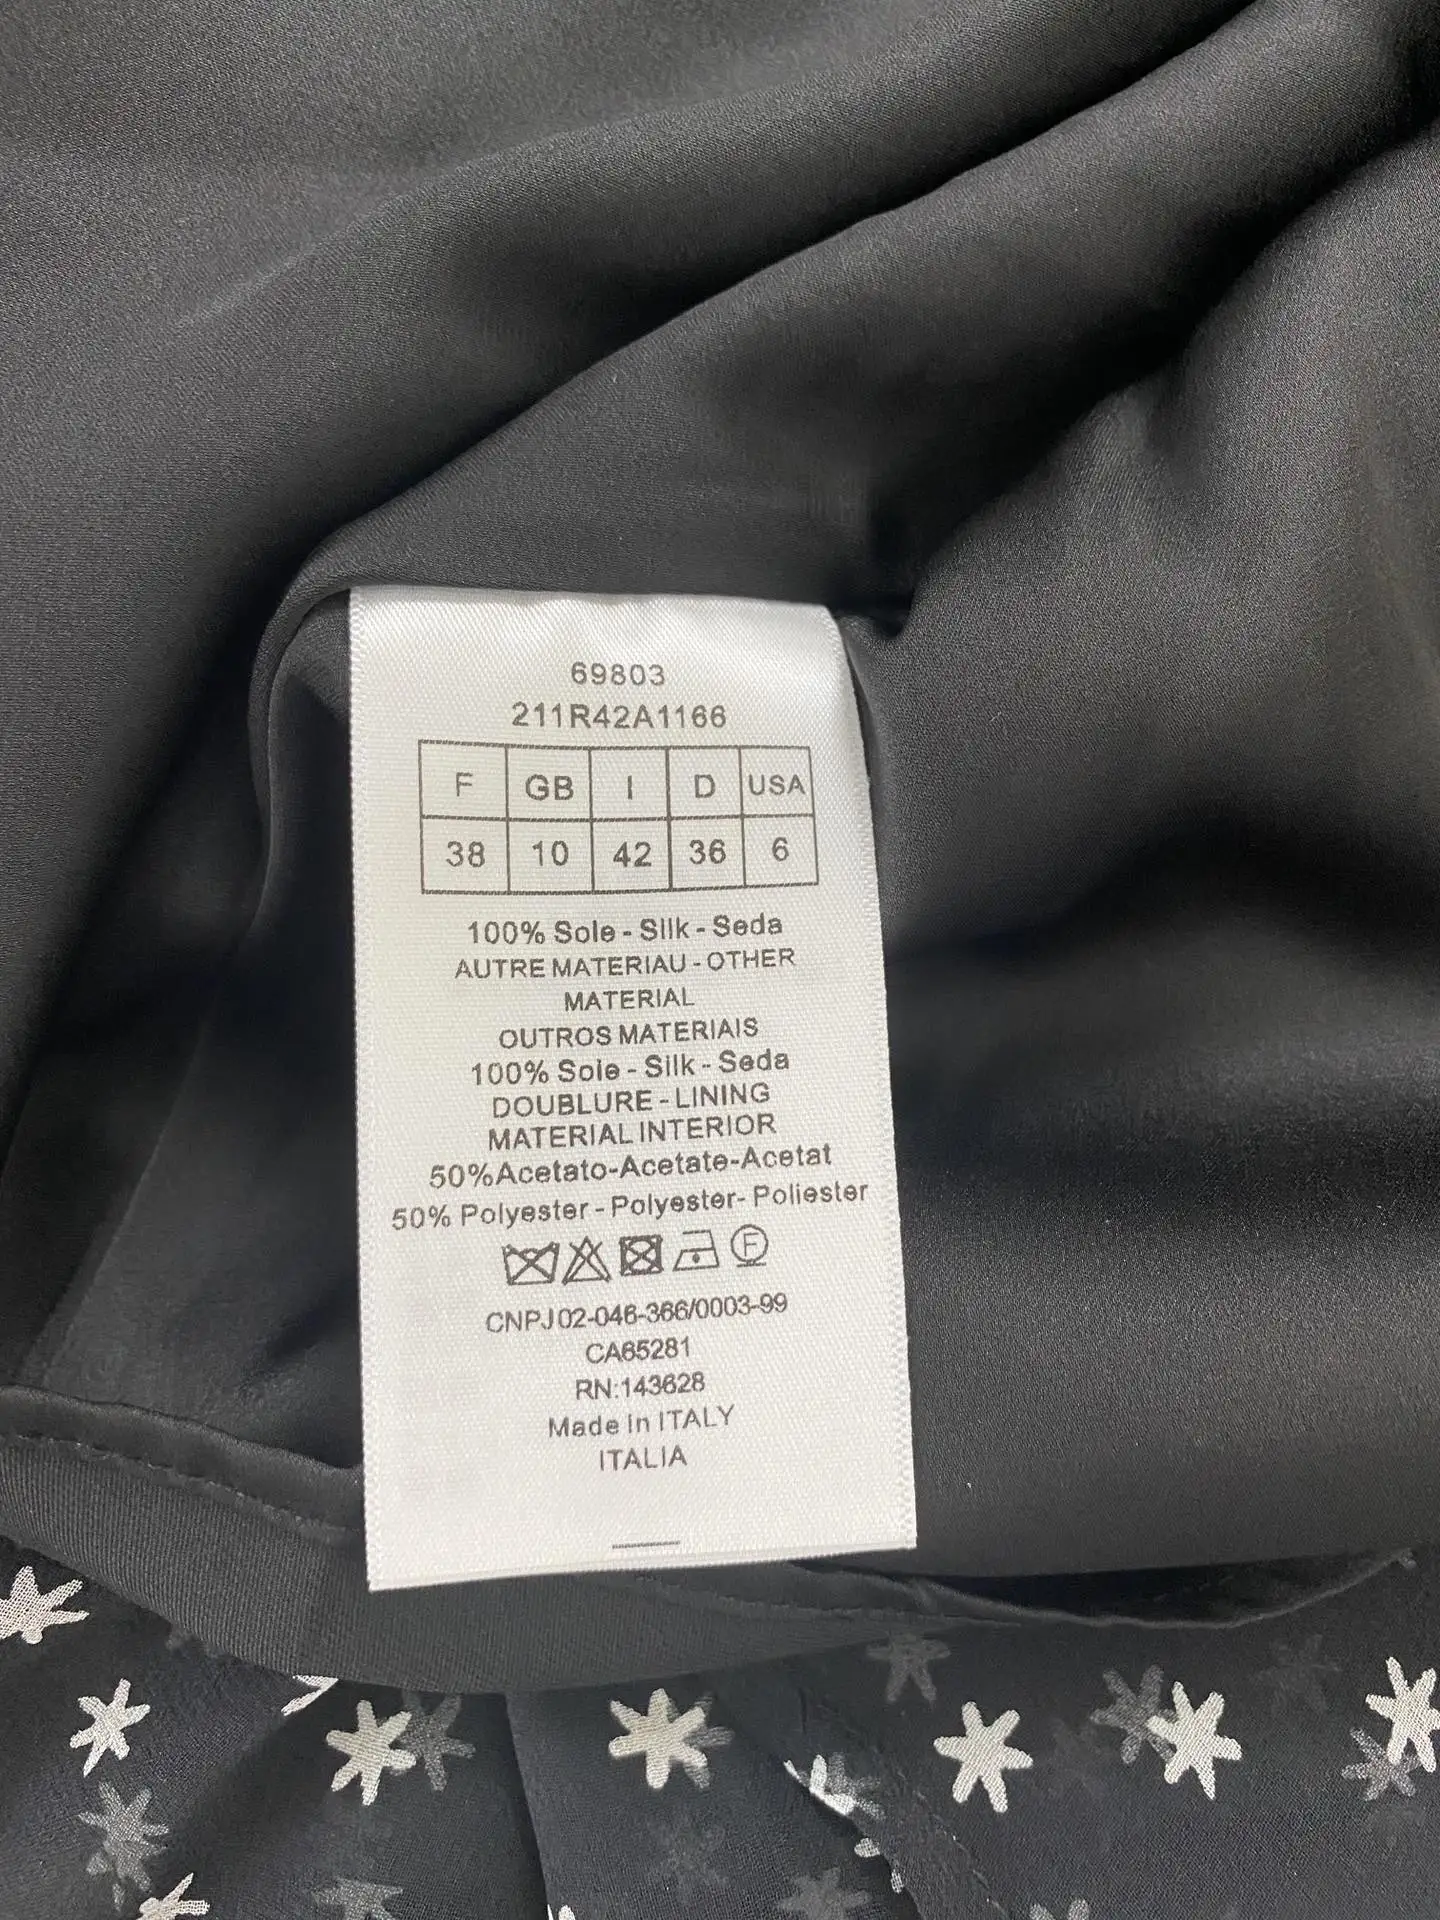 69803
211R42A1166
F GB I D USA
38 10 42 36 6
100% Sole - Silk - Seda
AUTRE MATERIAU - OTHER
MATERIAL
OUTROS MATERIAIS
100% Sole - Silk - Seda
DOUBLURE - LINING
MATERIAL INTERIOR
50%Acetato-Acetate-Acetat
50% Polyester - Polyester- Poliester
F
CNPJ 02-046-366/0003-99
CA65281
RN:143628
Made In ITALY
ITALIA